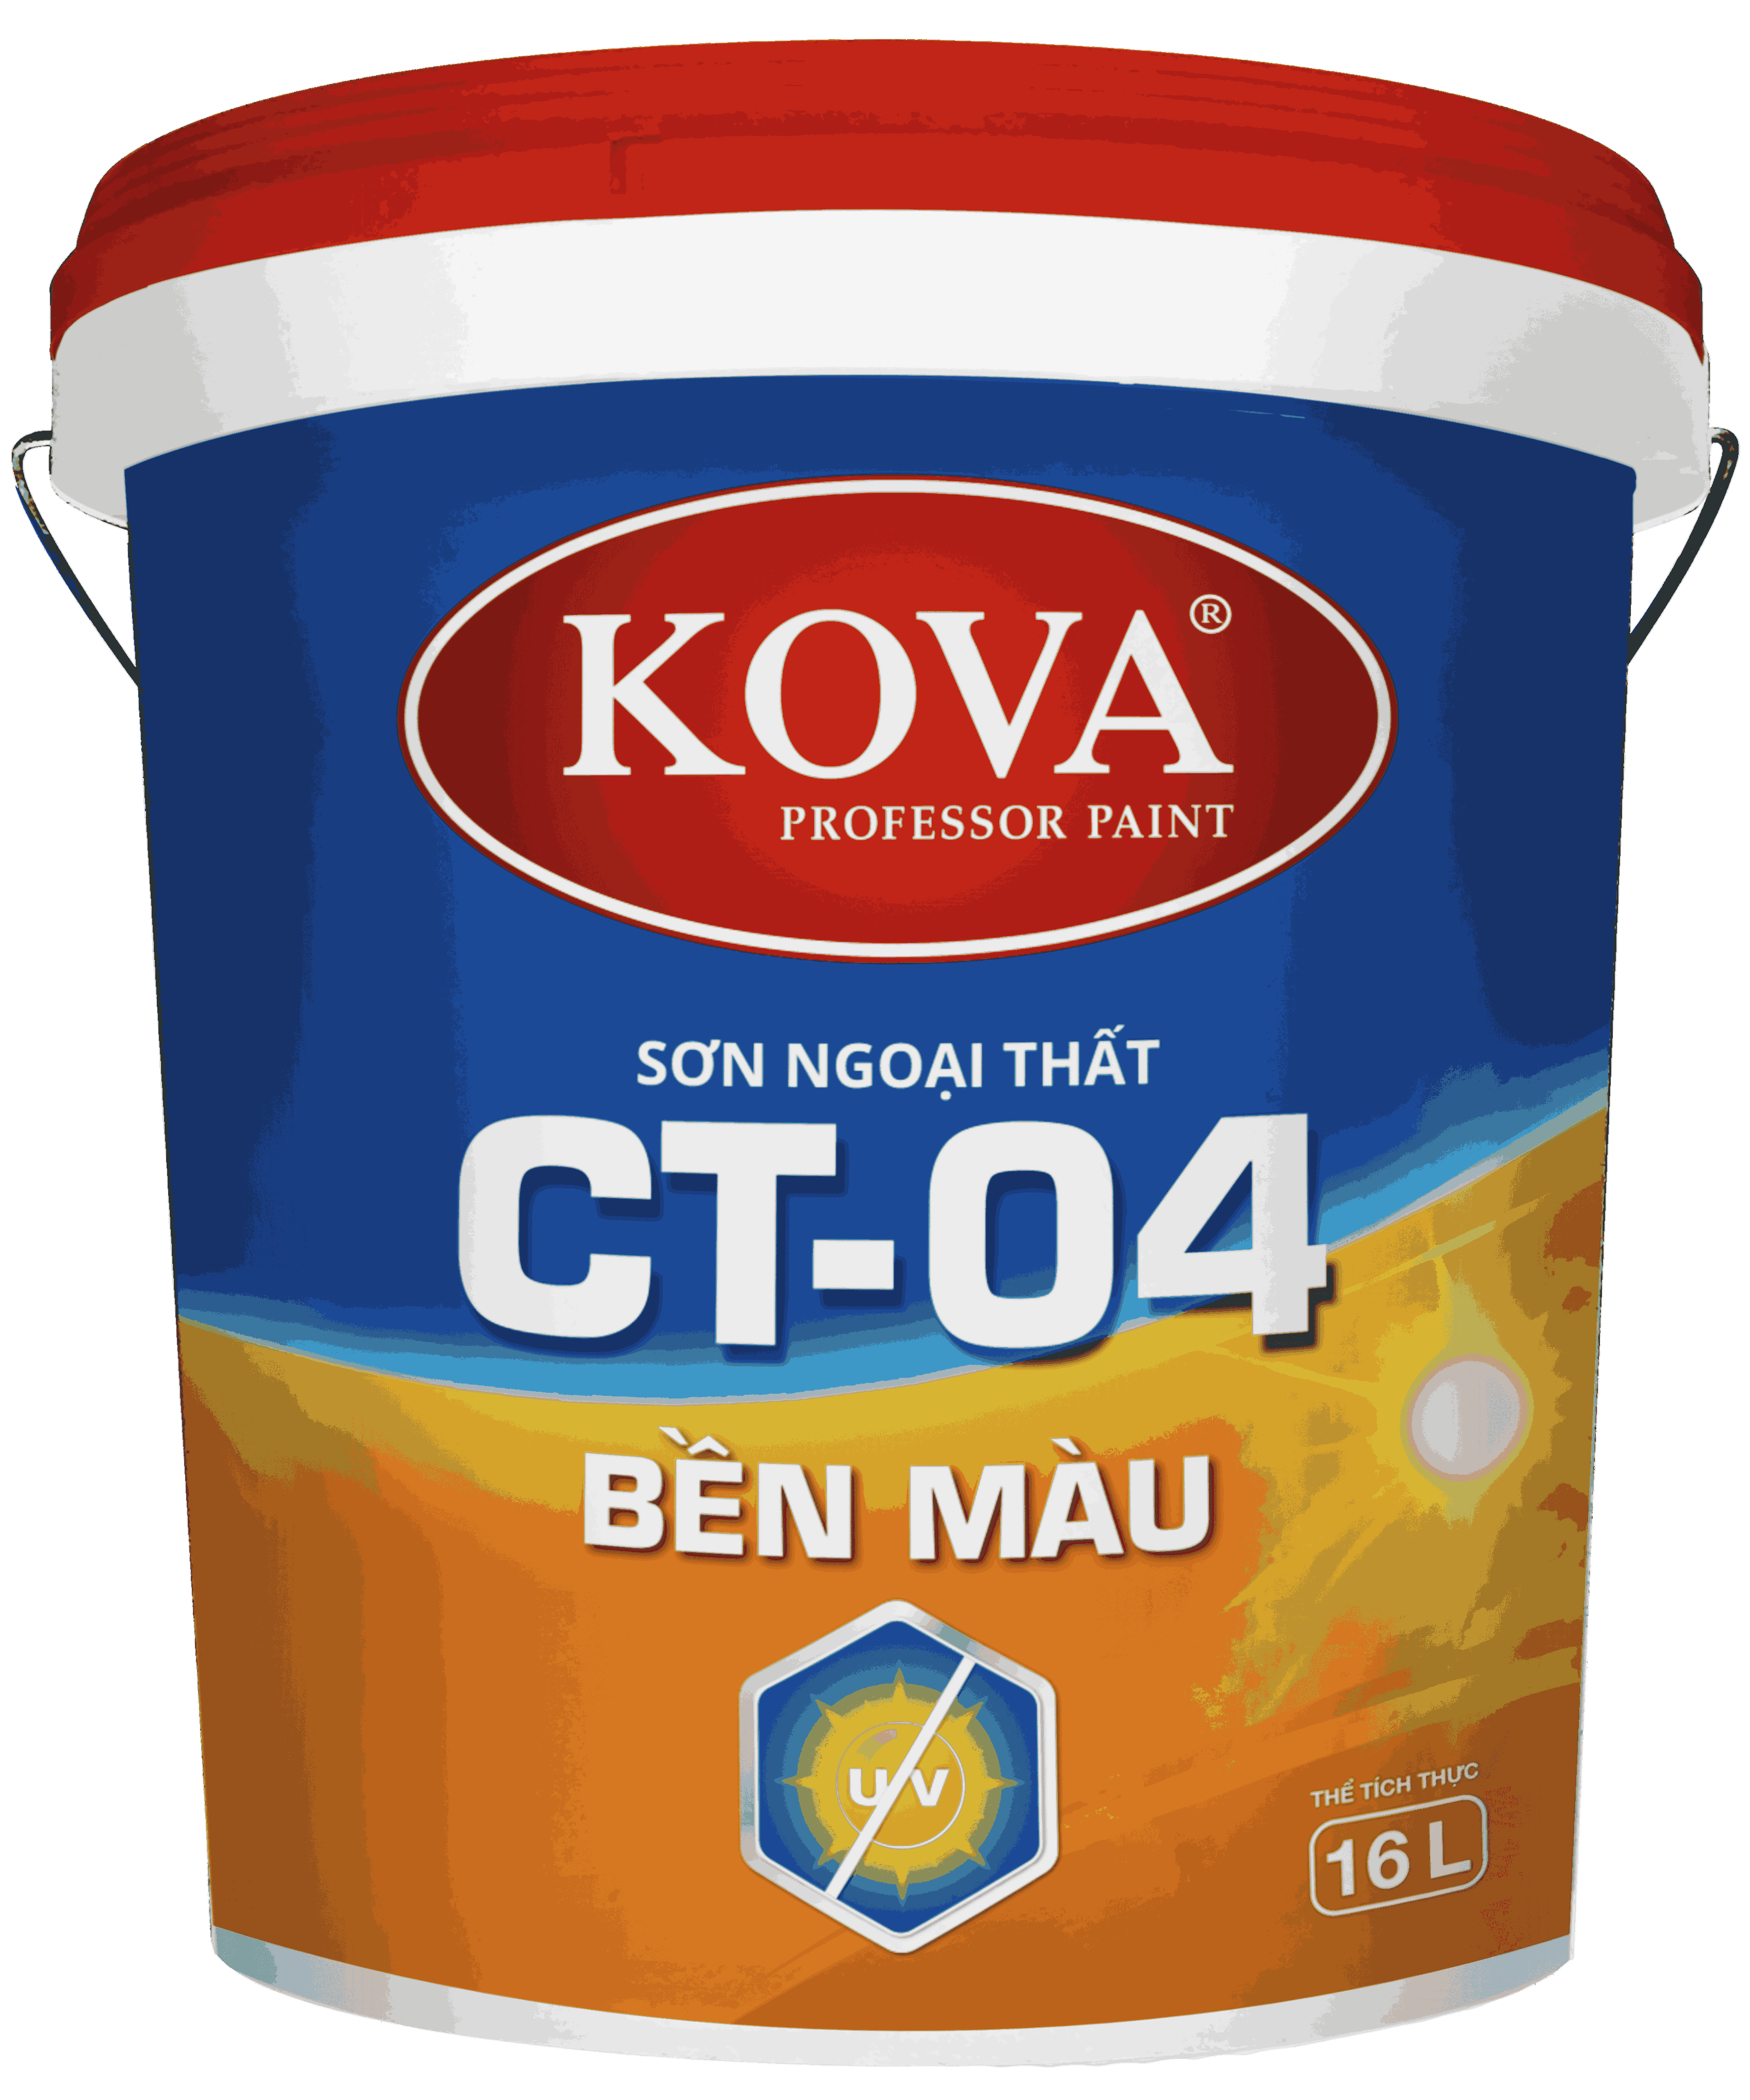 KOVA®
PROFESSOR PAINT
SƠN NGOẠI THẤT
CT-04
BỀN MÀU
UV
THỂ TÍCH THỰC
16 L